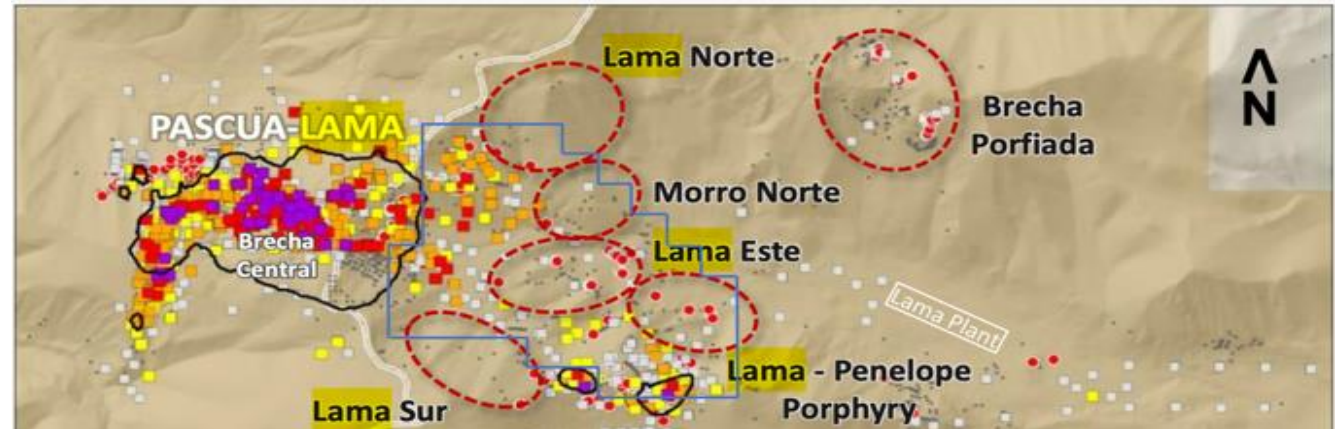 Lama Norte
PASCUA-LAMA
Brecha
Porfiada
Λ
N
Morro Norte
Brecha
Central
Lama Este
Lama Plant
Lama - Penelope
Porphyry
Lama Sur